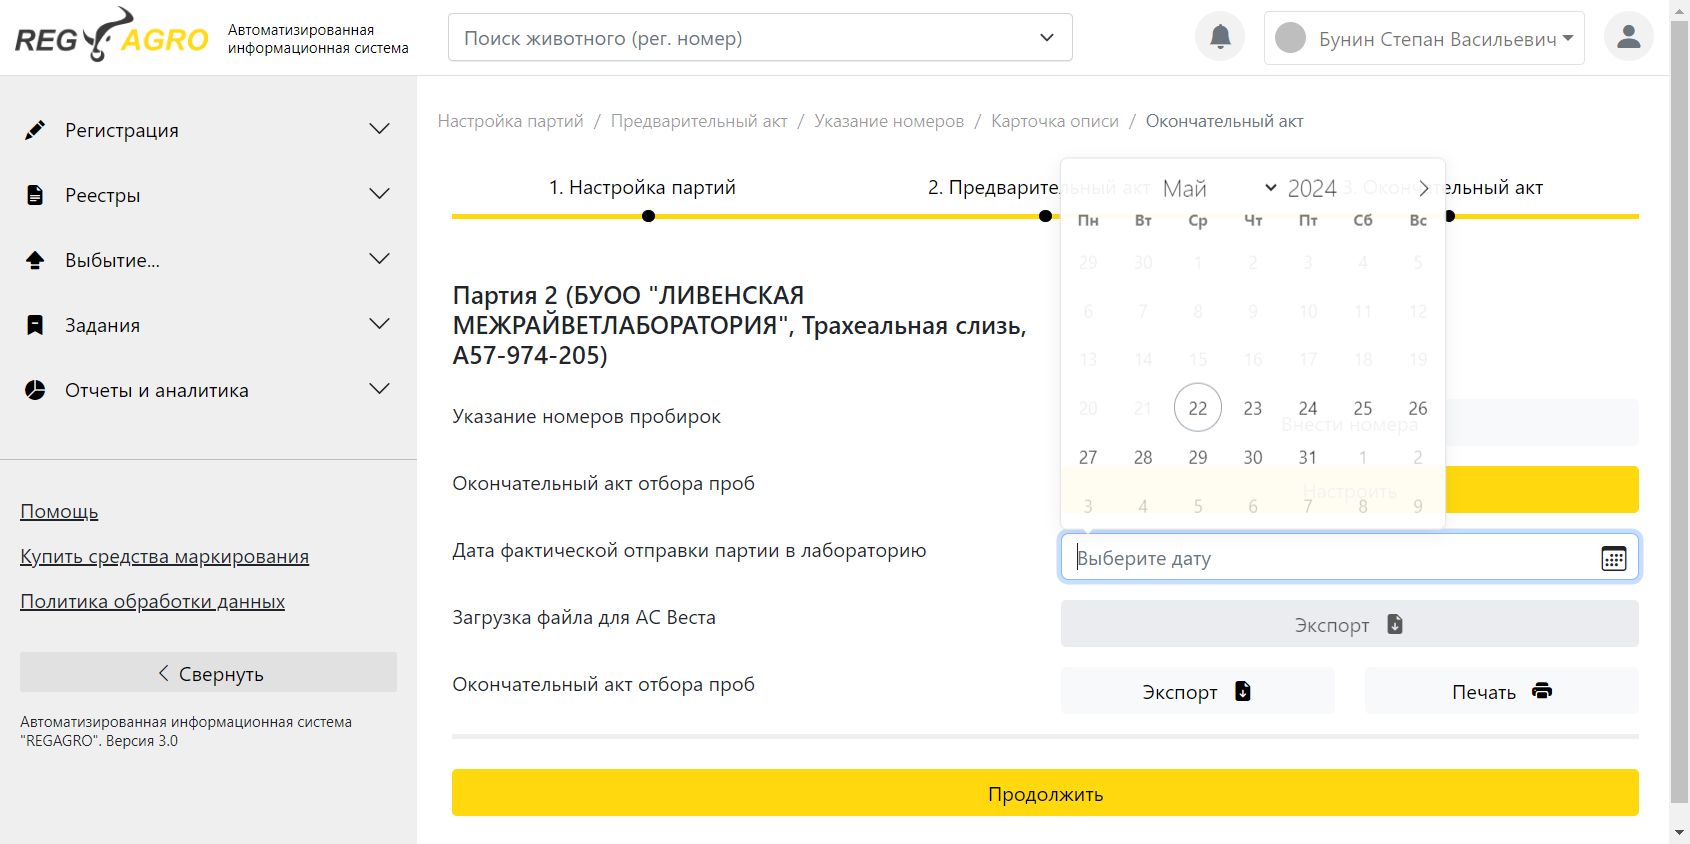 REG AGRO
Автоматизированная
информационная система
Поиск животного (рег. номер)
Бунин Степан Васильевич
Регистрация
Реестры
Выбытие...
Задания
Отчеты и аналитика
Помощь
Купить средства маркирования
Политика обработки данных
Свернуть
Автоматизированная информационная система
"REGAGRO". Версия 3.0
Настройка партий / Предварительный акт / Указание номеров / Карточка описи / Окончательный акт
1. Настройка партий
2. Предварительный акт
3. Окончательный акт
Май 2024
Пн Вт Ср Чт Пт Сб Вс
29 30 1 2 3 4 5
6 7 8 9 10 11 12
13 14 15 16 17 18 19
20 21 22 23 24 25 26
27 28 29 30 31 1 2
3 4 5 6 7 8 9
Партия 2 (БУОО "ЛИВЕНСКАЯ
МЕЖРАЙВЕТЛАБОРАТОРИЯ", Трахеальная слизь,
А57-974-205)
Указание номеров пробирок
Внести номера
Окончательный акт отбора проб
Настроить
Дата фактической отправки партии в лабораторию
Выберите дату
Загрузка файла для АС Веста
Экспорт
Окончательный акт отбора проб
Экспорт
Печать
Продолжить